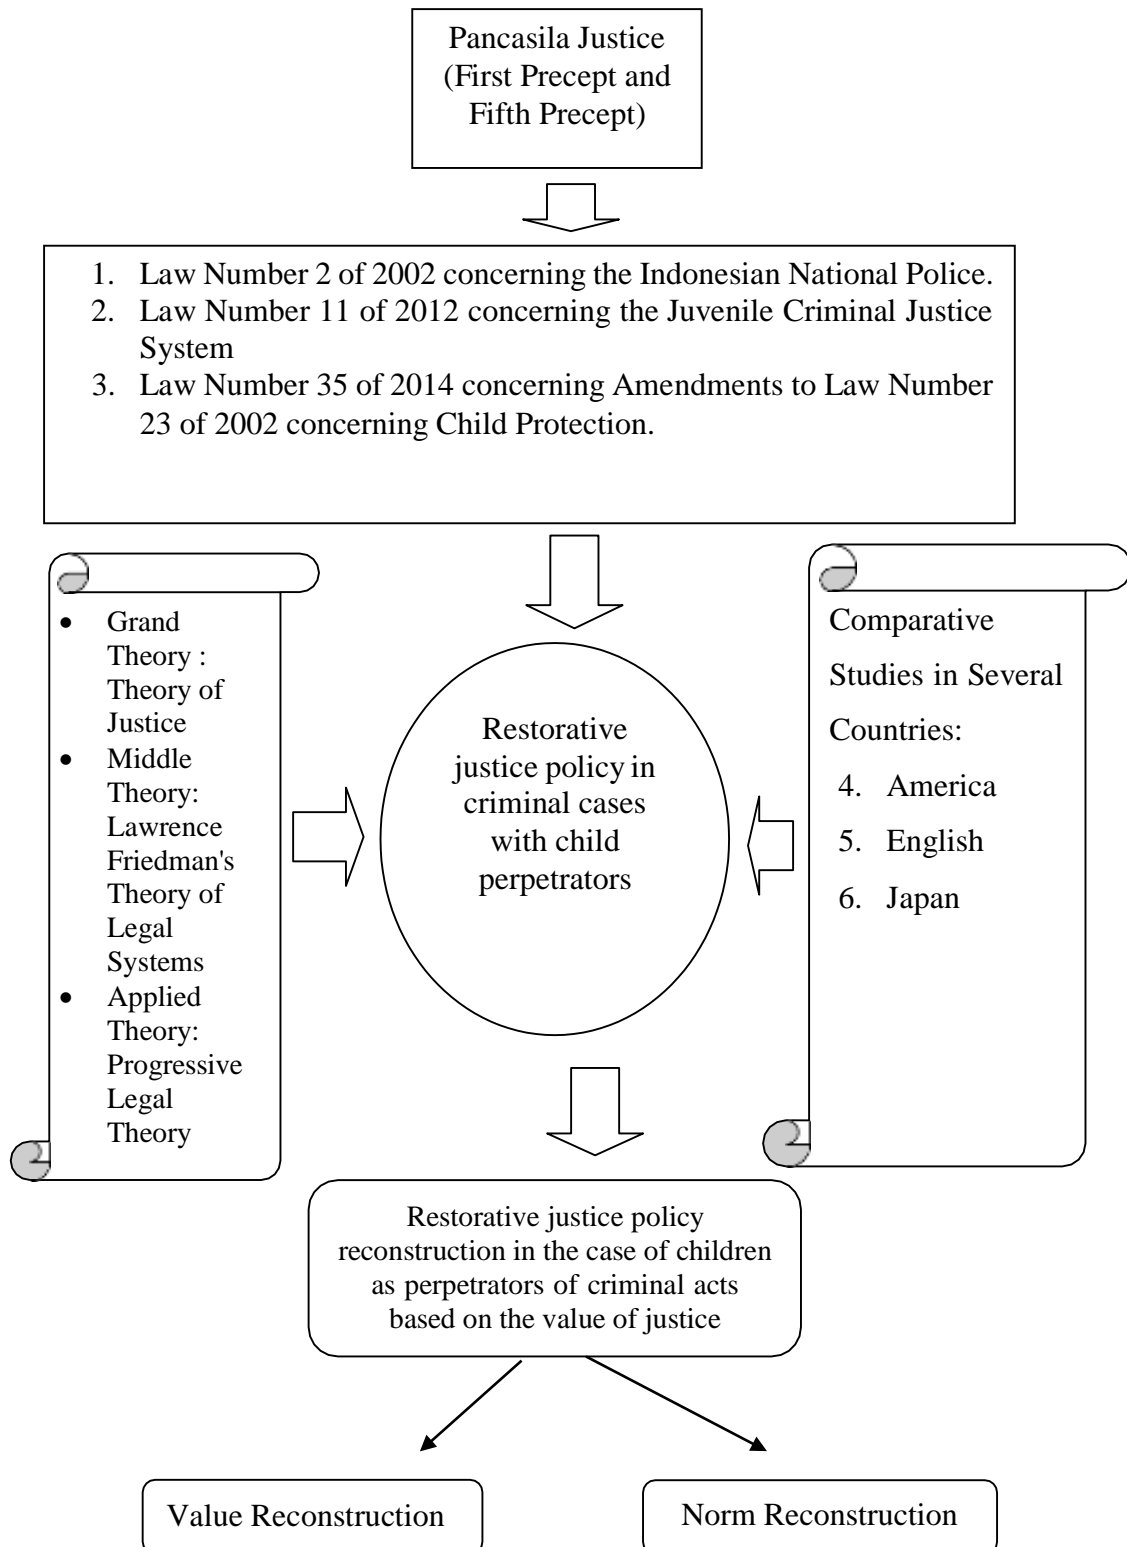 Pancasila Justice
(First Precept and
Fifth Precept)
1. Law Number 2 of 2002 concerning the Indonesian National Police.
2. Law Number 11 of 2012 concerning the Juvenile Criminal Justice
System
3. Law Number 35 of 2014 concerning Amendments to Law Number
23 of 2002 concerning Child Protection.
• Grand
Theory :
Theory of
Justice
• Middle
Theory:
Lawrence
Friedman's
Theory of
Legal
Systems
• Applied
Theory:
Progressive
Legal
Theory
Restorative
justice policy in
criminal cases
with child
perpetrators
Comparative
Studies in Several
Countries:
4. America
5. English
6. Japan
Restorative justice policy
reconstruction in the case of children
as perpetrators of criminal acts
based on the value of justice
Value Reconstruction
Norm Reconstruction